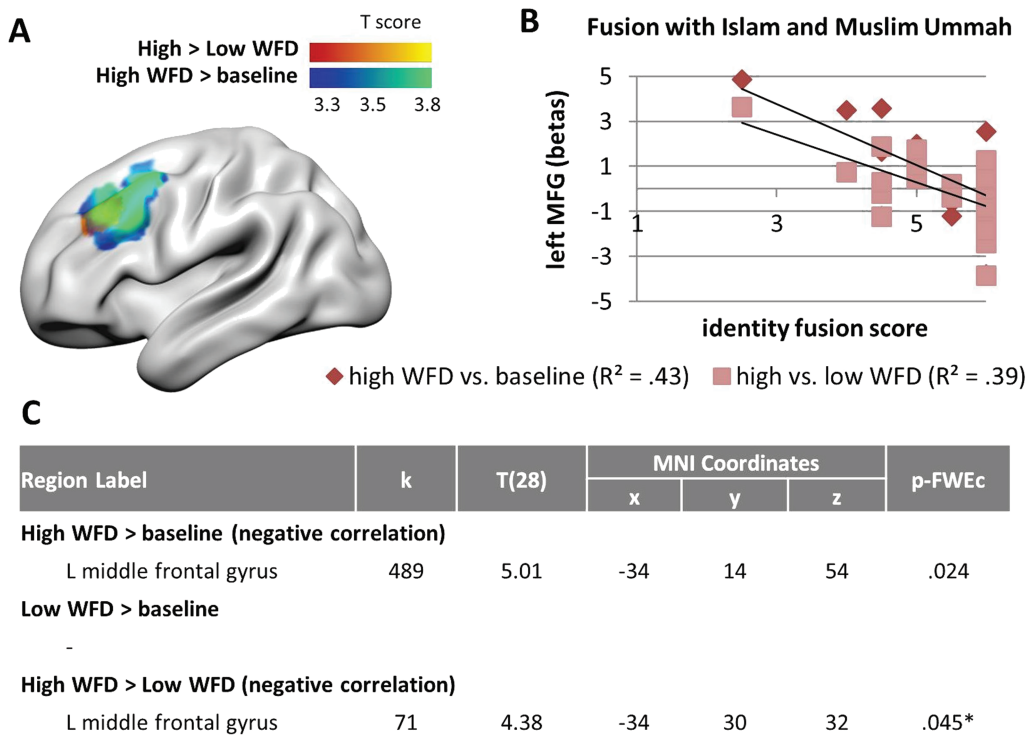 A
T score
High > Low WFD
High WFD > baseline
3.3 3.5 3.8
B
Fusion with Islam and Muslim Ummah
5
3
1
-1
-3
-5
1 3 5
left MFG (betas)
identity fusion score
high WFD vs. baseline (R² = .43) high vs. low WFD (R² = .39)
C
Region Label k T(28) MNI Coordinates p-FWEc
x y z
High WFD > baseline (negative correlation)
L middle frontal gyrus 489 5.01 -34 14 54 .024
Low WFD > baseline
-
High WFD > Low WFD (negative correlation)
L middle frontal gyrus 71 4.38 -34 30 32 .045*